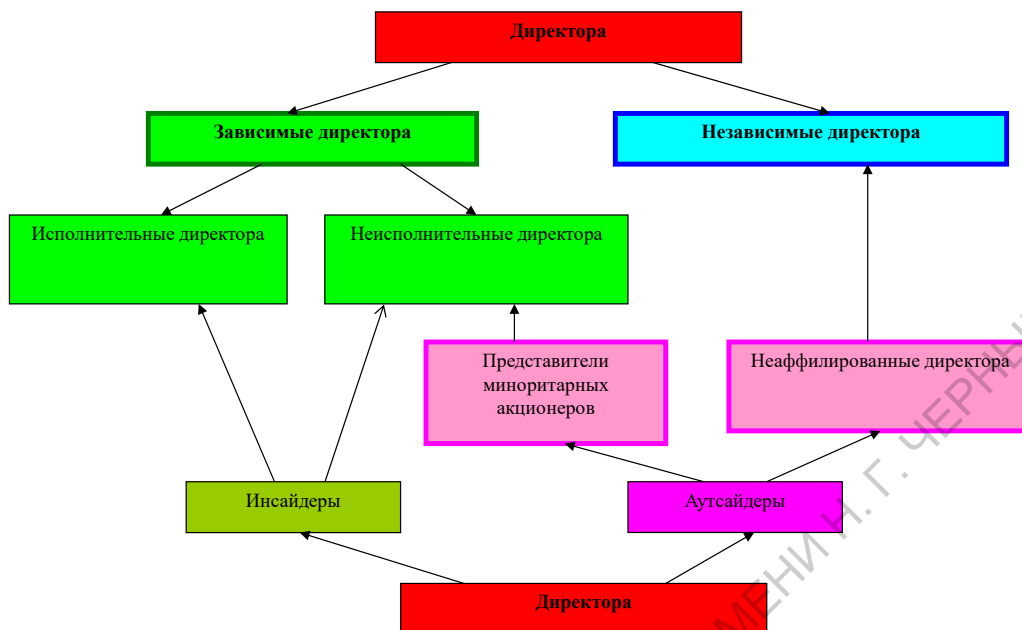 Директора
Зависимые директора
Независимые директора
Исполнительные директора
Неисполнительные директора
Представители
миноритарных
акционеров
Неаффилированные директора
Инсайдеры
Аутсайдеры
Директора
Н. Г.